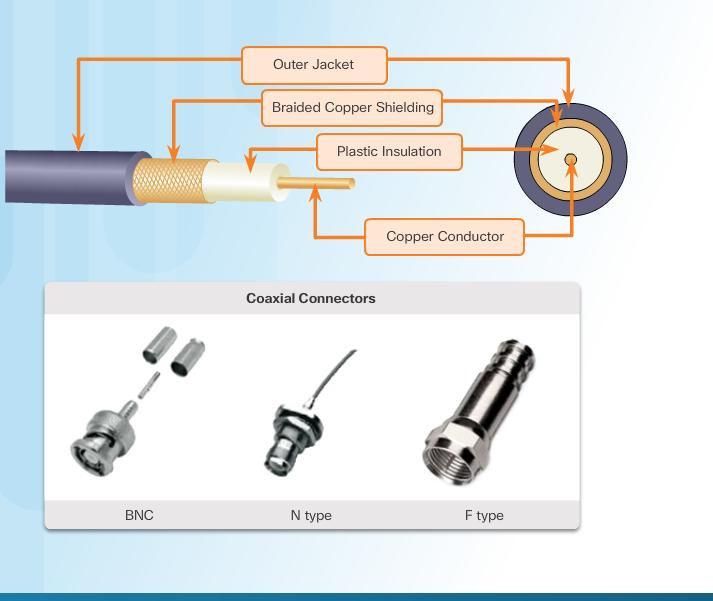 Outer Jacket
Braided Copper Shielding
Plastic Insulation
Copper Conductor
Coaxial Connectors
BNC
N type
F type